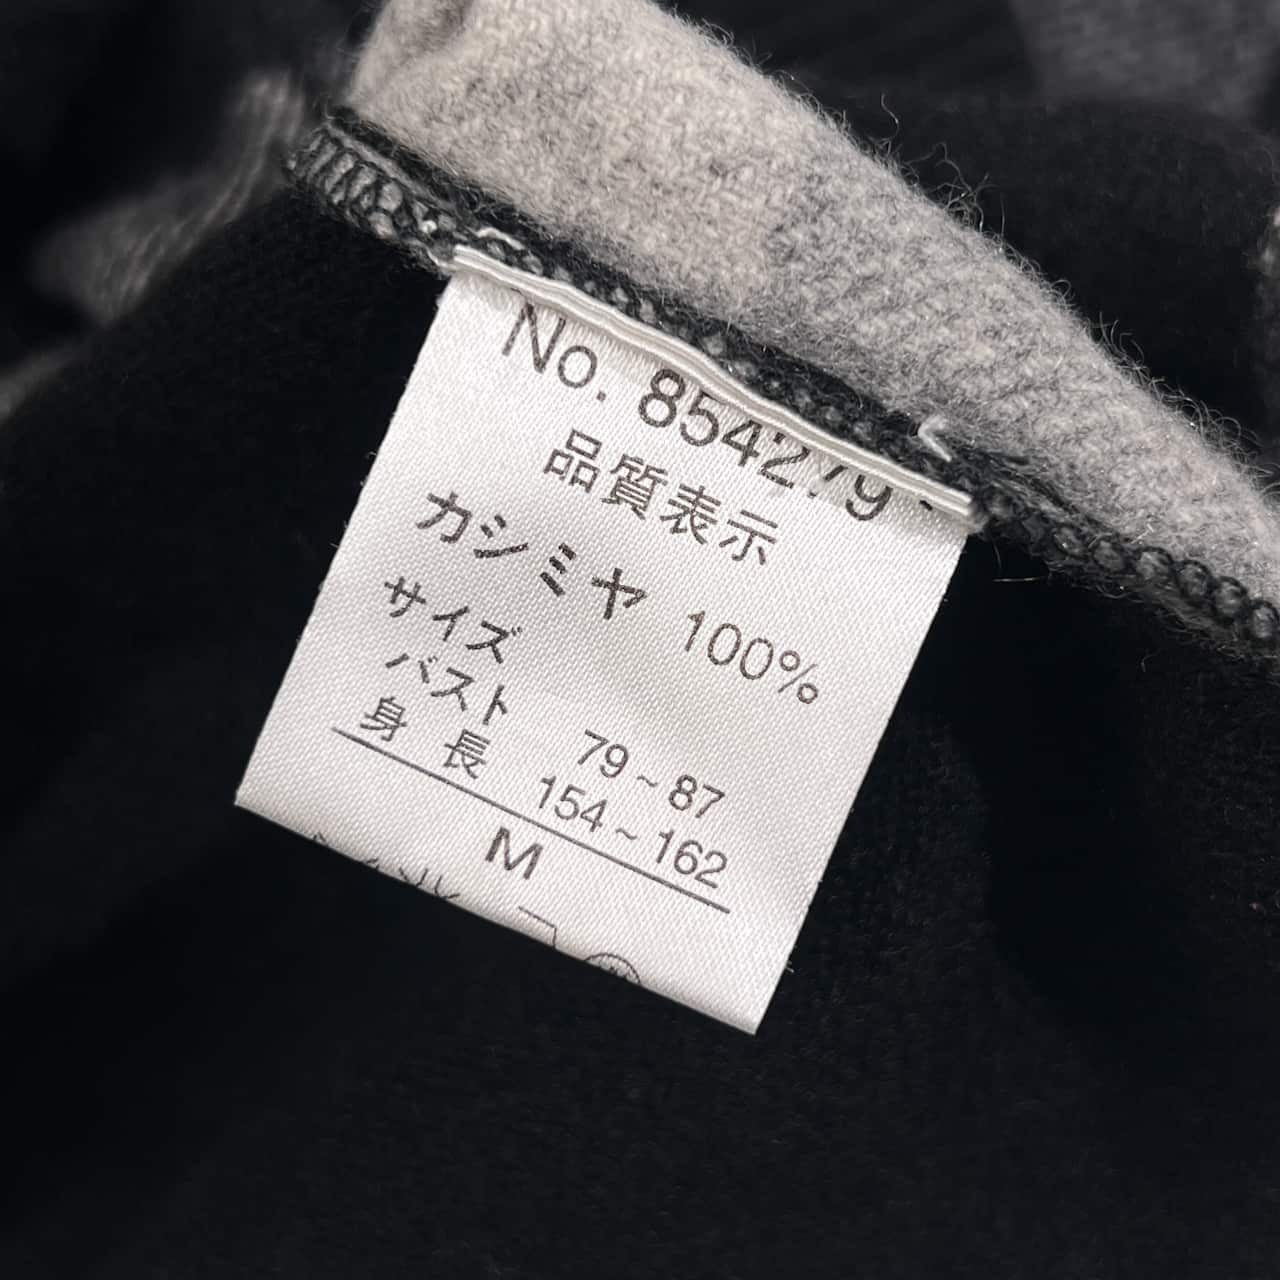 No. 854279
品質表示
カシミヤ 100%
サイズ
バスト 79~87
身長 154~162
M